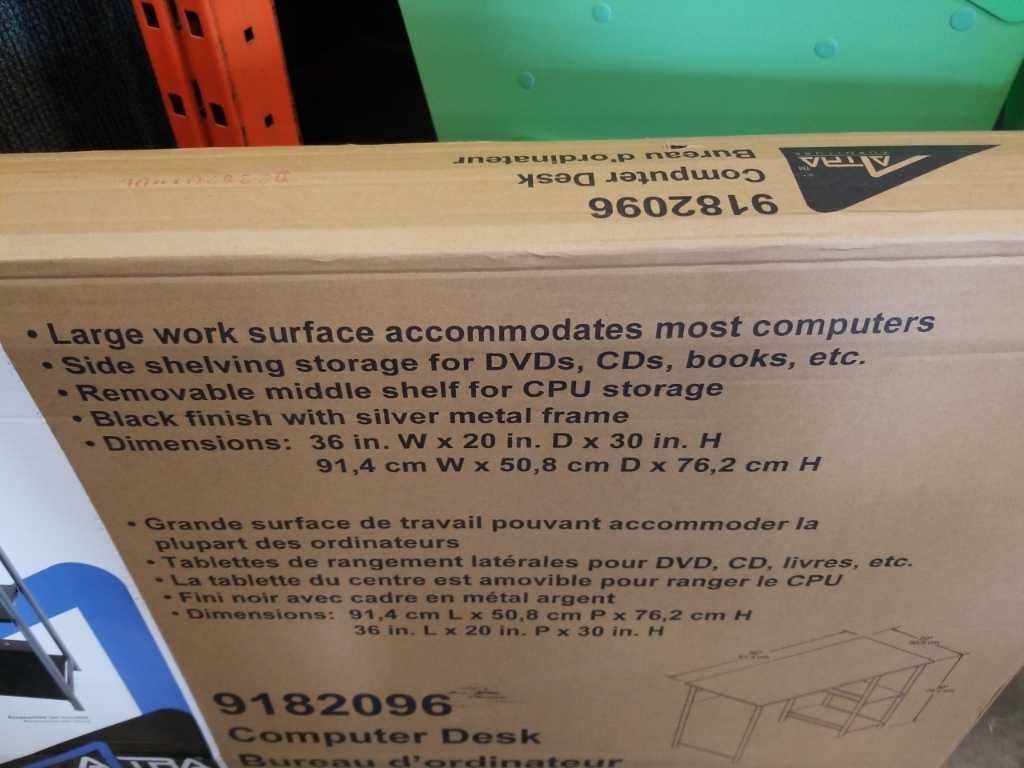 ALTRA
FURNITURE
TM
9182096
Computer Desk
Bureau d'ordinateur
• Large work surface accommodates most computers
• Side shelving storage for DVDs, CDs, books, etc.
• Removable middle shelf for CPU storage
• Black finish with silver metal frame
• Dimensions: 36 in. W x 20 in. D x 30 in. H
91,4 cm W x 50,8 cm D x 76,2 cm H
• Grande surface de travail pouvant accommoder la
plupart des ordinateurs
• Tablettes de rangement latérales pour DVD, CD, livres, etc.
• La tablette du centre est amovible pour ranger le CPU
• Fini noir avec cadre en métal argent
• Dimensions: 91,4 cm L x 50,8 cm P x 76,2 cm H
36 in. L x 20 in. P x 30 in. H
9182096
Computer Desk
Bureau d'ordinateur
ALTRA